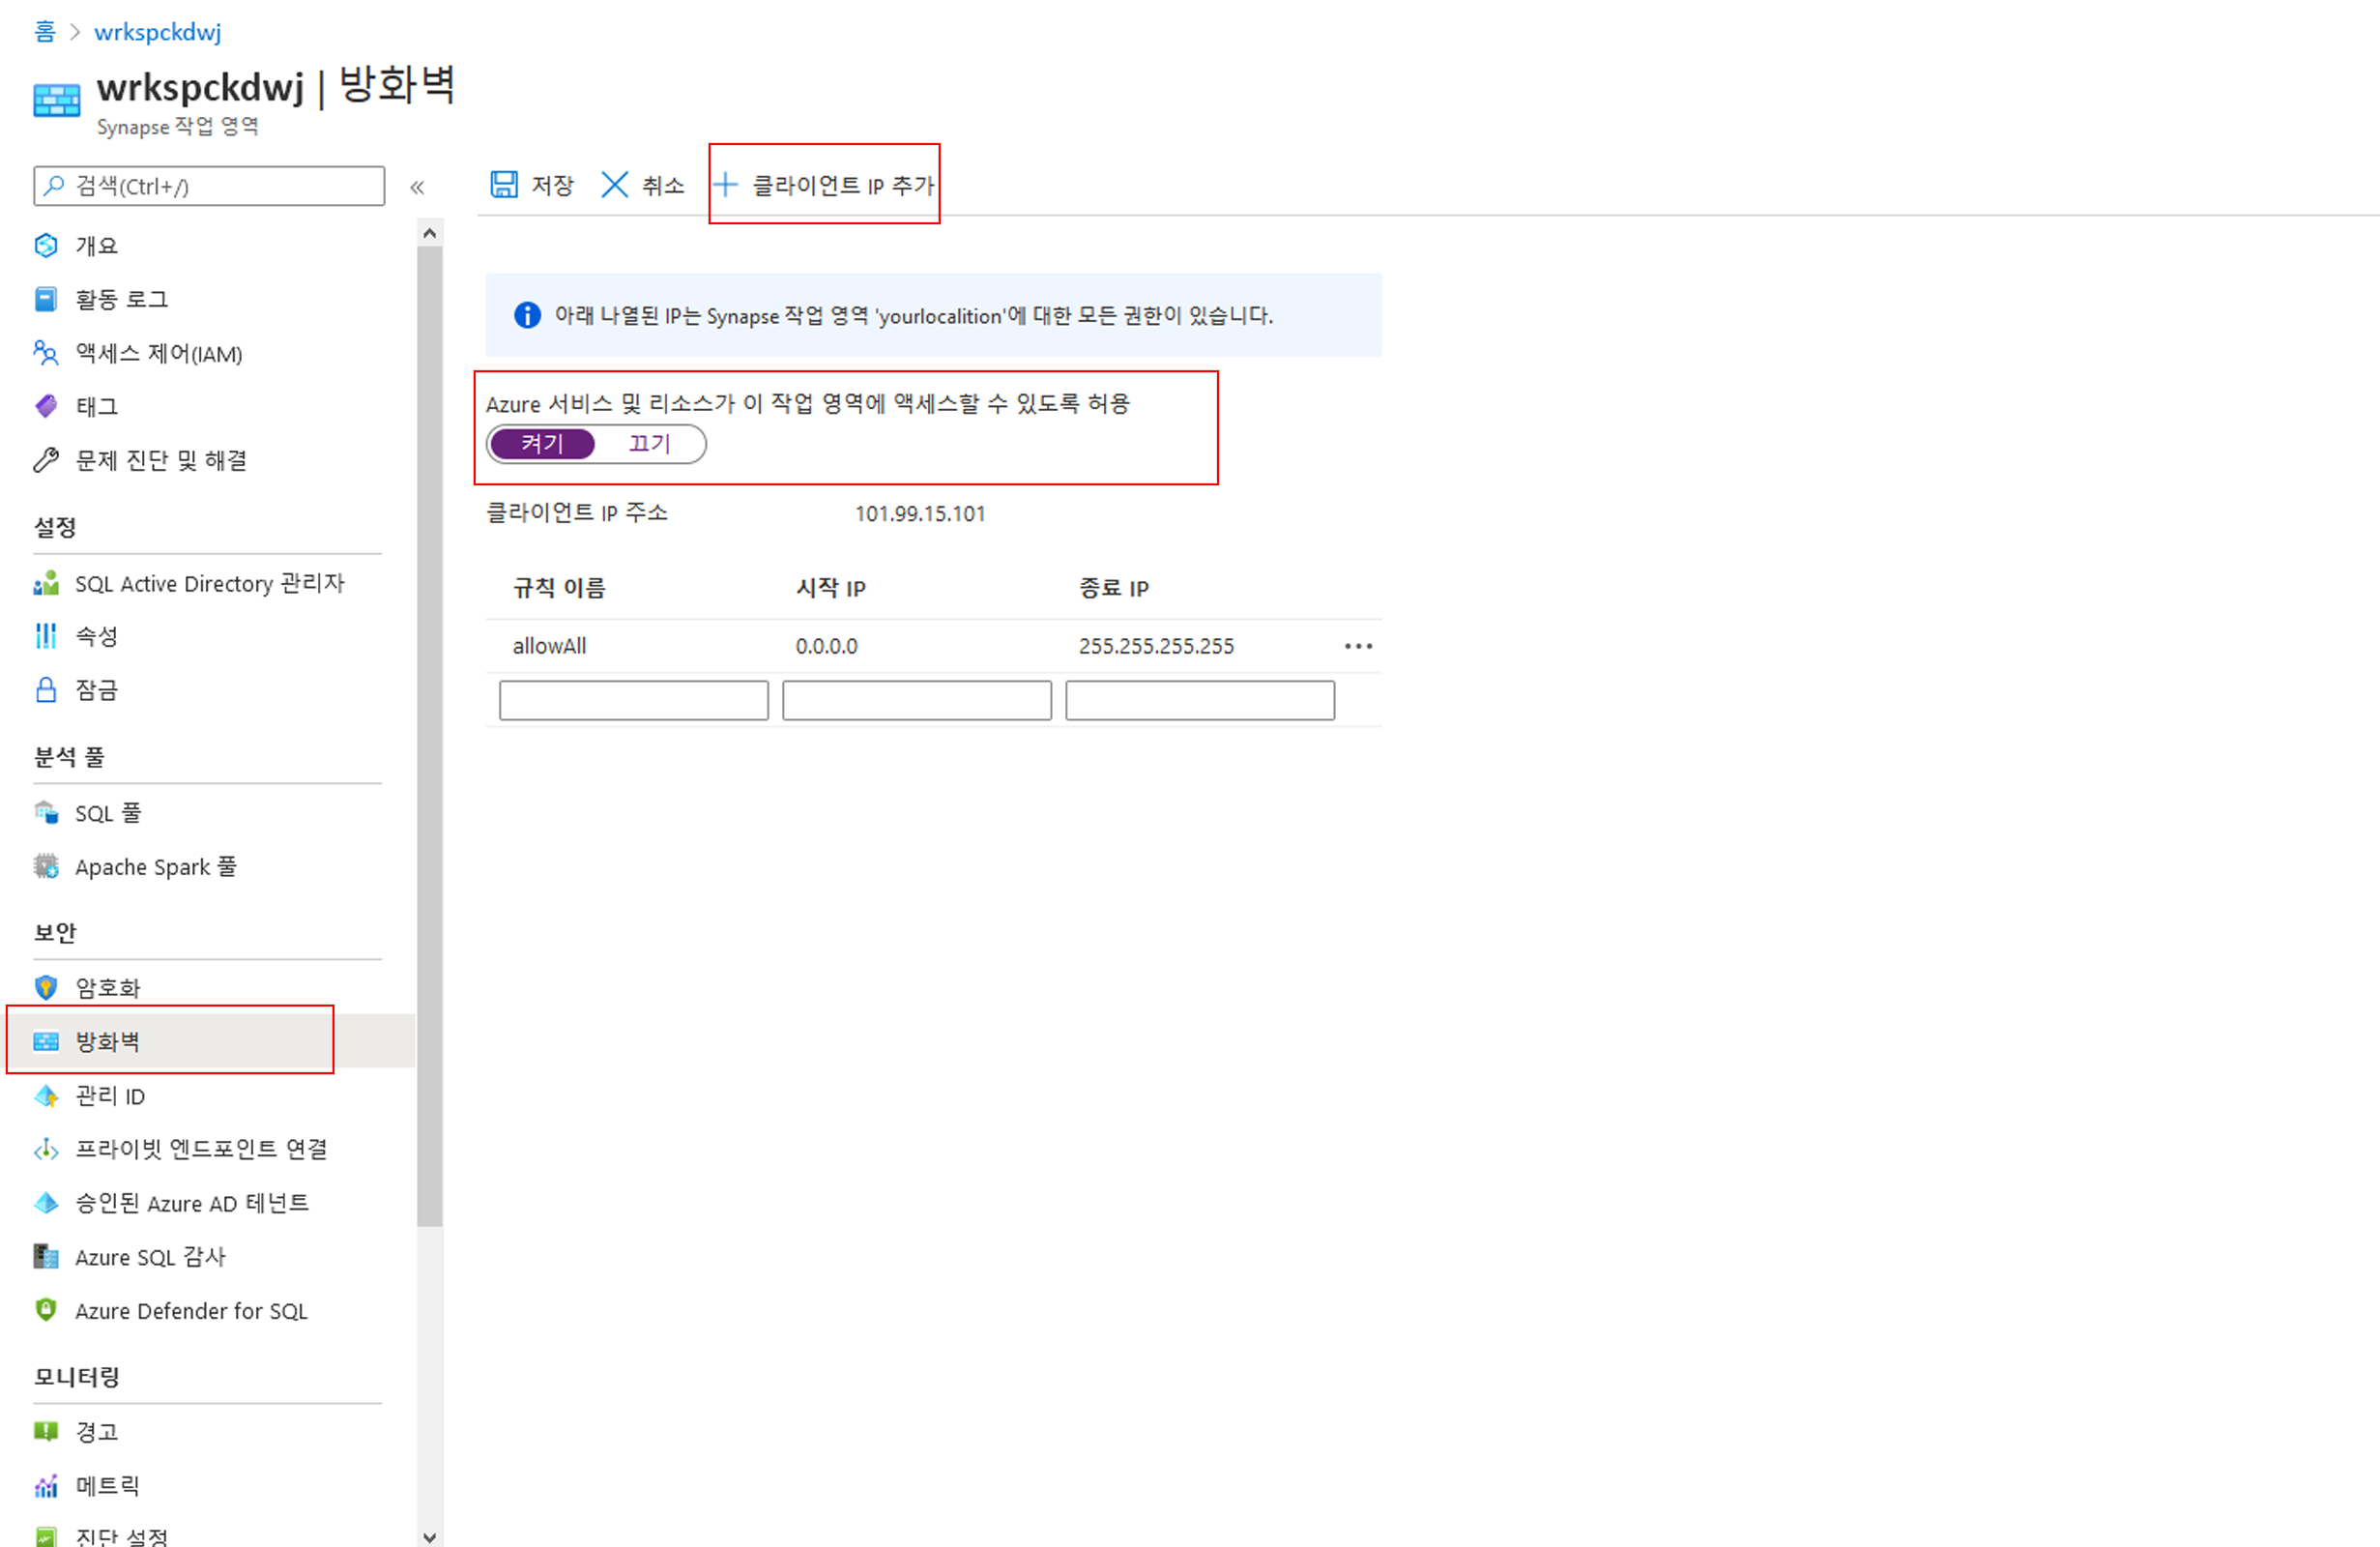 홈 > wrkspckdwj
wrkspckdwj | 방화벽
Synapse 작업 영역
검색(Ctrl+/)
«
개요
활동 로그
액세스 제어(IAM)
태그
문제 진단 및 해결
설정
SQL Active Directory 관리자
속성
잠금
분석 풀
SQL 풀
Apache Spark 풀
보안
암호화
방화벽
관리 ID
프라이빗 엔드포인트 연결
승인된 Azure AD 테넌트
Azure SQL 감사
Azure Defender for SQL
모니터링
경고
메트릭
진단 설정
저장 취소 클라이언트 IP 추가
아래 나열된 IP는 Synapse 작업 영역 'yourlocalition'에 대한 모든 권한이 있습니다.
Azure 서비스 및 리소스가 이 작업 영역에 액세스할 수 있도록 허용
켜기 끄기
클라이언트 IP 주소 101.99.15.101
규칙 이름 시작 IP 종료 IP
allowAll 0.0.0.0 255.255.255.255